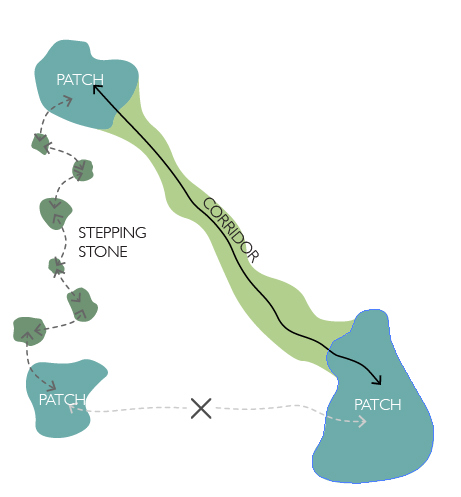 PATCH
CORRIDOR
STEPPING
STONE
PATCH
PATCH